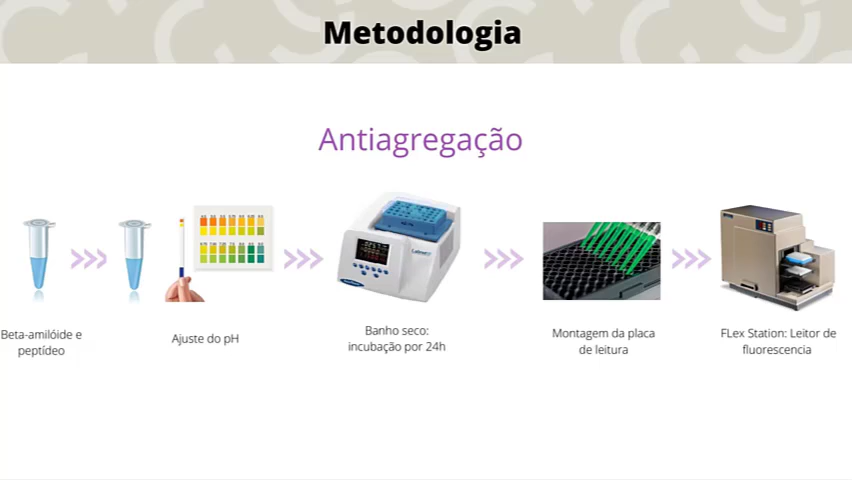 Metodologia
Antiagregação
Beta-amilóide e
peptídeo
Ajuste do pH
Banho seco:
incubação por 24h
Montagem da placa
de leitura
FLex Station: Leitor de
fluorescencia